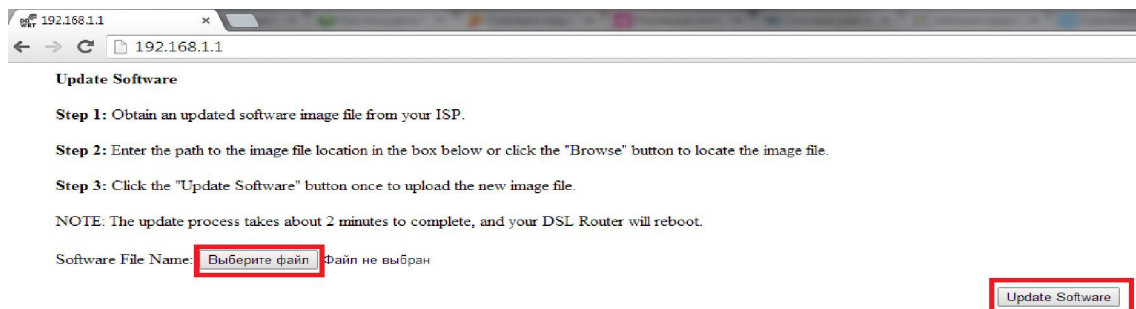 192.168.1.1
192.168.1.1
Update Software
Step 1: Obtain an updated software image file from your ISP.
Step 2: Enter the path to the image file location in the box below or click the "Browse" button to locate the image file.
Step 3: Click the "Update Software" button once to upload the new image file.
NOTE: The update process takes about 2 minutes to complete, and your DSL Router will reboot.
Software File Name: Выберите файл Файл не выбран
Update Software